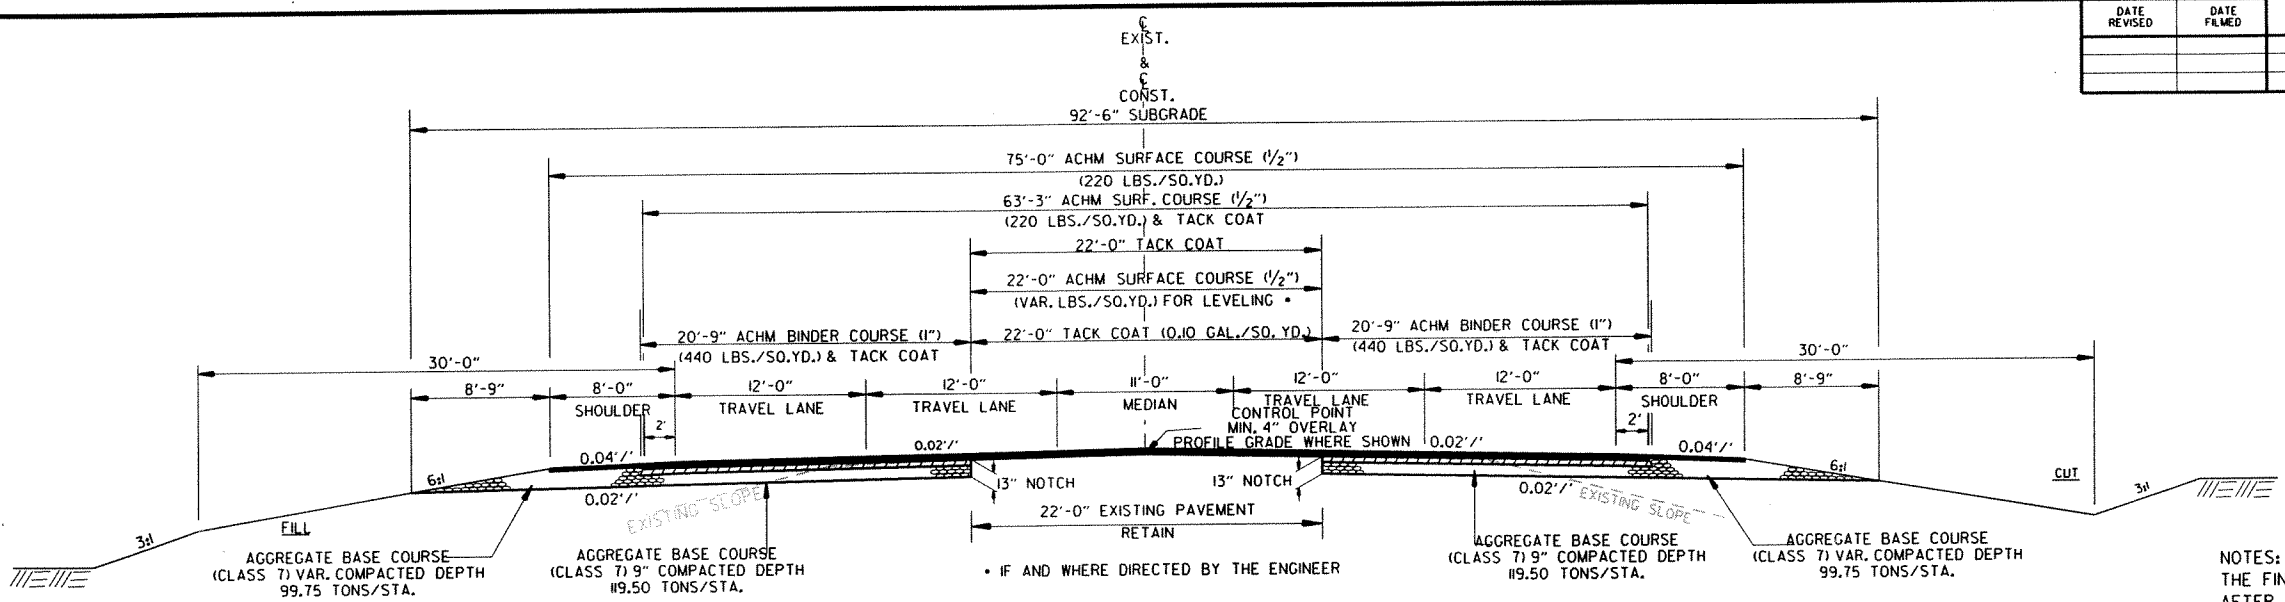 DATE REVISED
DATE FILMED
℄
EXIST.
&
℄
CONST.
92'-6" SUBGRADE
75'-0" ACHM SURFACE COURSE (1/2")
(220 LBS./SQ.YD.)
63'-3" ACHM SURF. COURSE (1/2")
(220 LBS./SQ.YD.) & TACK COAT
22'-0" TACK COAT
22'-0" ACHM SURFACE COURSE (1/2")
(VAR. LBS./SQ.YD.) FOR LEVELING •
20'-9" ACHM BINDER COURSE (1")
(440 LBS./SQ.YD.) & TACK COAT
22'-0" TACK COAT (0.10 GAL./SQ. YD.)
20'-9" ACHM BINDER COURSE (1")
(440 LBS./SQ.YD.) & TACK COAT
30'-0"
30'-0"
8'-9"
8'-0"
SHOULDER
12'-0"
TRAVEL LANE
12'-0"
TRAVEL LANE
11'-0"
MEDIAN
12'-0"
TRAVEL LANE
12'-0"
TRAVEL LANE
8'-0"
SHOULDER
8'-9"
2'
2'
CONTROL POINT
MIN. 4" OVERLAY
PROFILE GRADE WHERE SHOWN
0.04'/'
0.02'/'
0.02'/'
0.04'/'
6:1
6:1
0.02'/'
0.02'/'
13" NOTCH
13" NOTCH
EXISTING SLOPE
EXISTING SLOPE
22'-0" EXISTING PAVEMENT
RETAIN
FILL
CUT
3:1
3:1
AGGREGATE BASE COURSE
(CLASS 7) VAR. COMPACTED DEPTH
99.75 TONS/STA.
AGGREGATE BASE COURSE
(CLASS 7) 9" COMPACTED DEPTH
119.50 TONS/STA.
• IF AND WHERE DIRECTED BY THE ENGINEER
AGGREGATE BASE COURSE
(CLASS 7) 9" COMPACTED DEPTH
119.50 TONS/STA.
AGGREGATE BASE COURSE
(CLASS 7) VAR. COMPACTED DEPTH
99.75 TONS/STA.
NOTES:
THE FIN
AFTER